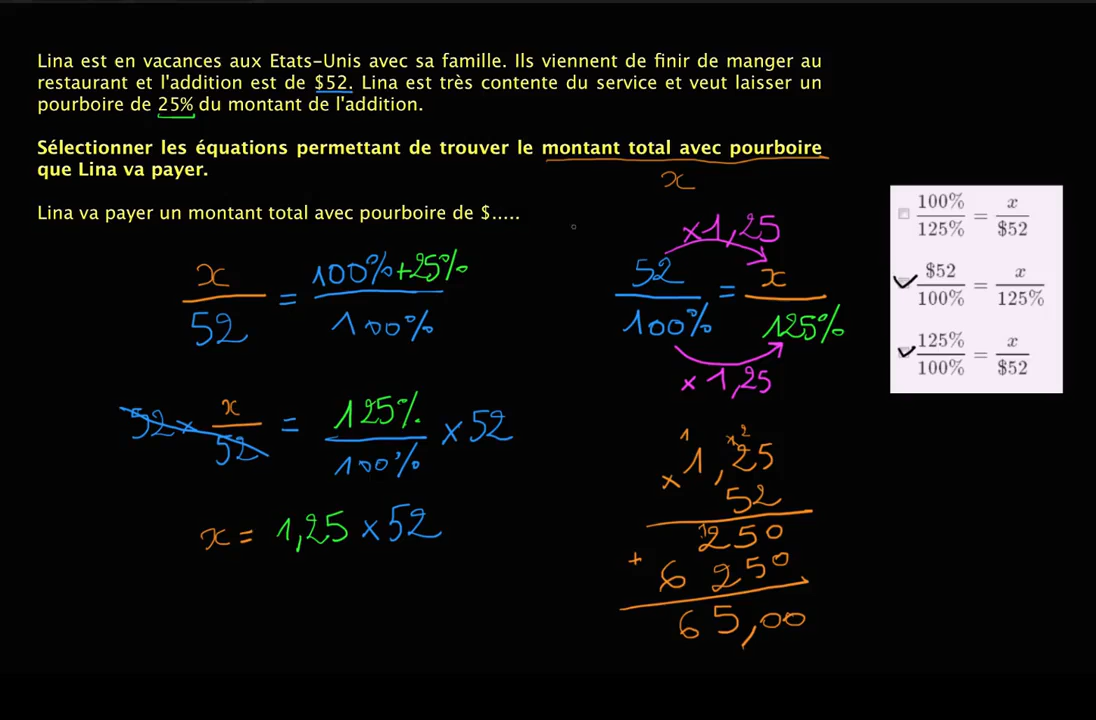 Lina est en vacances aux Etats-Unis avec sa famille. Ils viennent de finir de manger au
restaurant et l'addition est de $52. Lina est très contente du service et veut laisser un
pourboire de 25% du montant de l'addition.
Sélectionner les équations permettant de trouver le montant total avec pourboire
que Lina va payer.
x
Lina va payer un montant total avec pourboire de $.....
x / 52 = 100% + 25% / 100%
52 × x / 52 = 125% / 100% × 52
x = 1,25 × 52
×1,25
52 / 100% = x / 125%
× 1,25
1 ×2
× 1,25
52
1
250
+ 6250
65,00
100% / 125% = x / $52
$52 / 100% = x / 125%
125% / 100% = x / $52